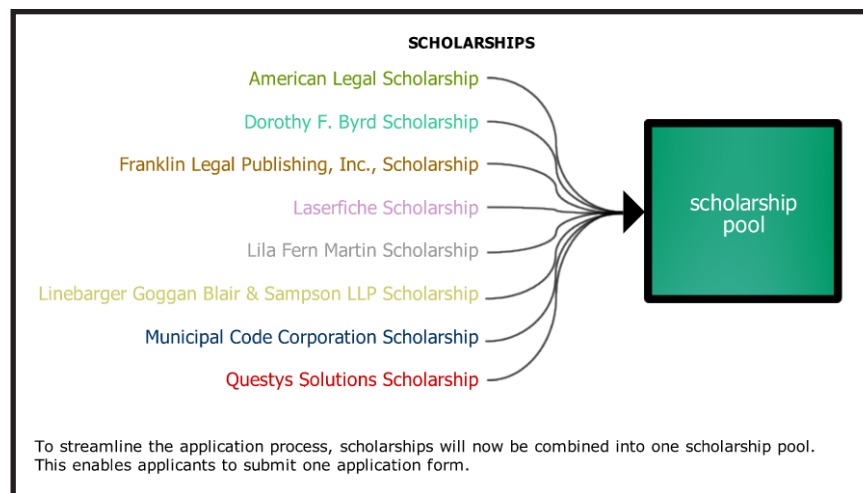 SCHOLARSHIPS
American Legal Scholarship
Dorothy F. Byrd Scholarship
Franklin Legal Publishing, Inc., Scholarship
Laserfiche Scholarship
Lila Fern Martin Scholarship
Linebarger Goggan Blair & Sampson LLP Scholarship
Municipal Code Corporation Scholarship
Questys Solutions Scholarship
scholarship
pool
To streamline the application process, scholarships will now be combined into one scholarship pool.
This enables applicants to submit one application form.